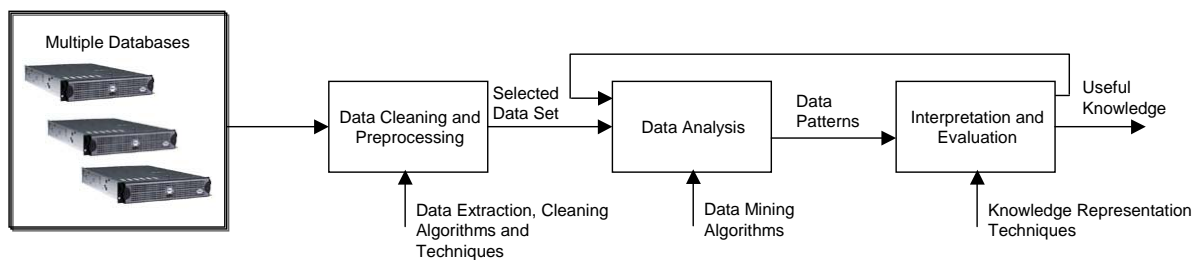 Multiple Databases
Data Cleaning and
Preprocessing
Selected
Data Set
Data Analysis
Data
Patterns
Interpretation and
Evaluation
Useful
Knowledge
Data Extraction, Cleaning
Algorithms and
Techniques
Data Mining
Algorithms
Knowledge Representation
Techniques